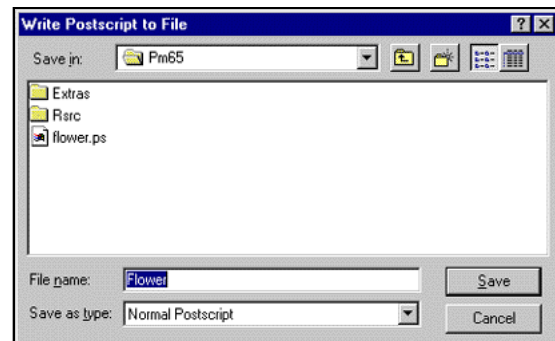 Write Postscript to File
Save in: Pm65
Extras
Rsrc
flower.ps
File name: Flower Save
Save as type: Normal Postscript Cancel